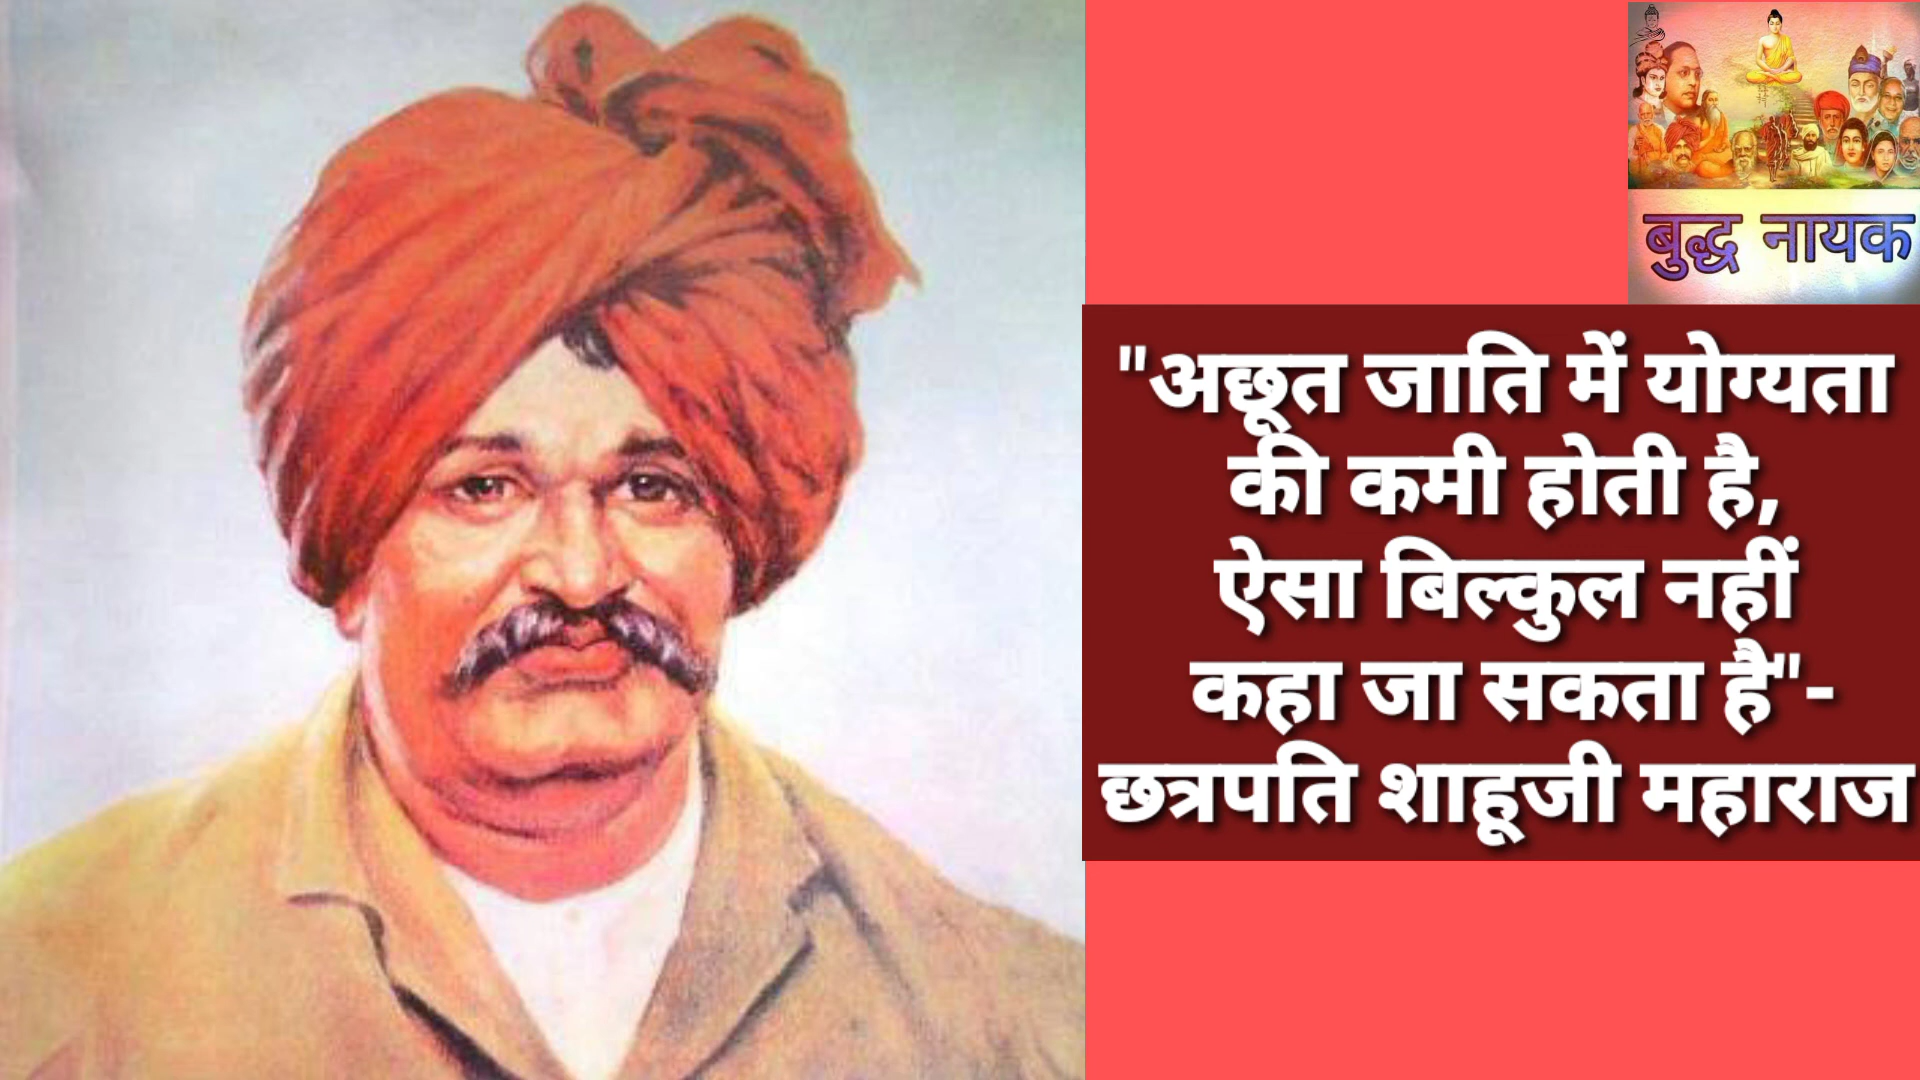 बुद्ध नायक
"अछूत जाति में योग्यता
की कमी होती है,
ऐसा बिल्कुल नहीं
कहा जा सकता है"-
छत्रपति शाहूजी महाराज